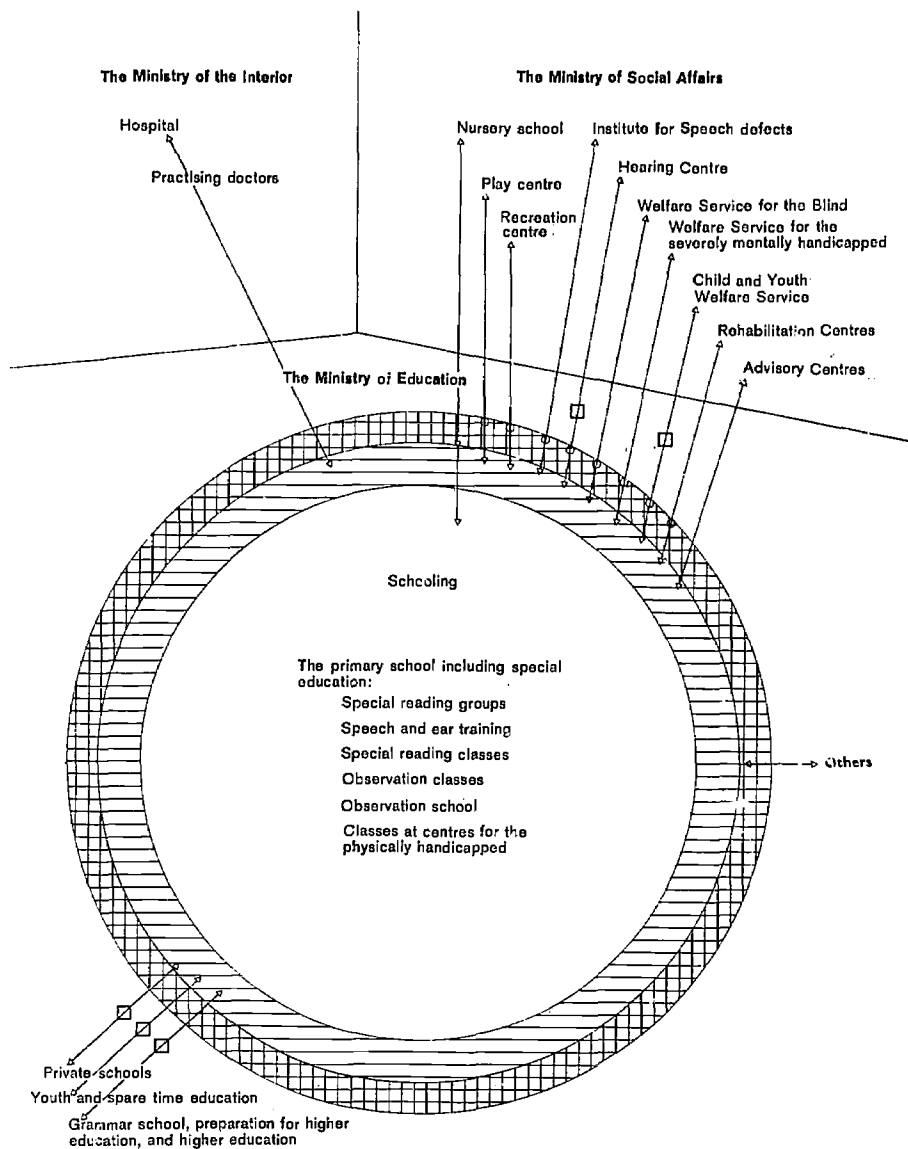 The Ministry of the Interior
The Ministry of Social Affairs
Hospital
Practising doctors
Nursery school
Institute for Speech defects
Hearing Centre
Play centre
Recreation
centre
Welfare Service for the Blind
Welfare Service for the
severely mentally handicapped
Child and Youth
Welfare Service
Rehabilitation Centres
Advisory Centres
The Ministry of Education
Schooling
The primary school including special
education:
Special reading groups
Speech and ear training
Special reading classes
Observation classes
Observation school
Classes at centres for the
physically handicapped
Others
Private schools
Youth and spare time education
Grammar school, preparation for higher
education, and higher education